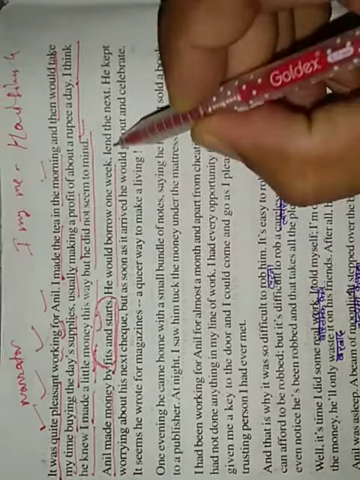 narrator I my me - Hari Singh
It was quite pleasant working for Anil. I made the tea in the morning and then would take
my time buying the day's supplies, usually making a profit of about a rupee a day. I think
he knew I made a little money this way but he did not seem to mind.
Anil made money by fits and starts. He would borrow one week, lend the next. He kept
worrying about his next cheque, but as soon as it arrived he would out and celebrate.
It seems he wrote for magazines — a queer way to make a living!
One evening he came home with a small bundle of notes, saying he sold a book
to a publisher. At night, I saw him tuck the money under the mattress
I had been working for Anil for almost a month and apart from cheat
had not done anything in my line of work. I had every opportunity
given me a key to the door and I could come and go as I plea
trusting person I had ever met.
And that is why it was so difficult to rob him. It's easy to ro
can afford to be robbed; but it's difficult to rob a careless
even notice he's been robbed and that takes all the ple
Well, it's time I did some told myself; I'm o
the money, he'll only waste it on his friends. After all, h
Anil was asleep. A beam of moonlight stepped over the
Goldex